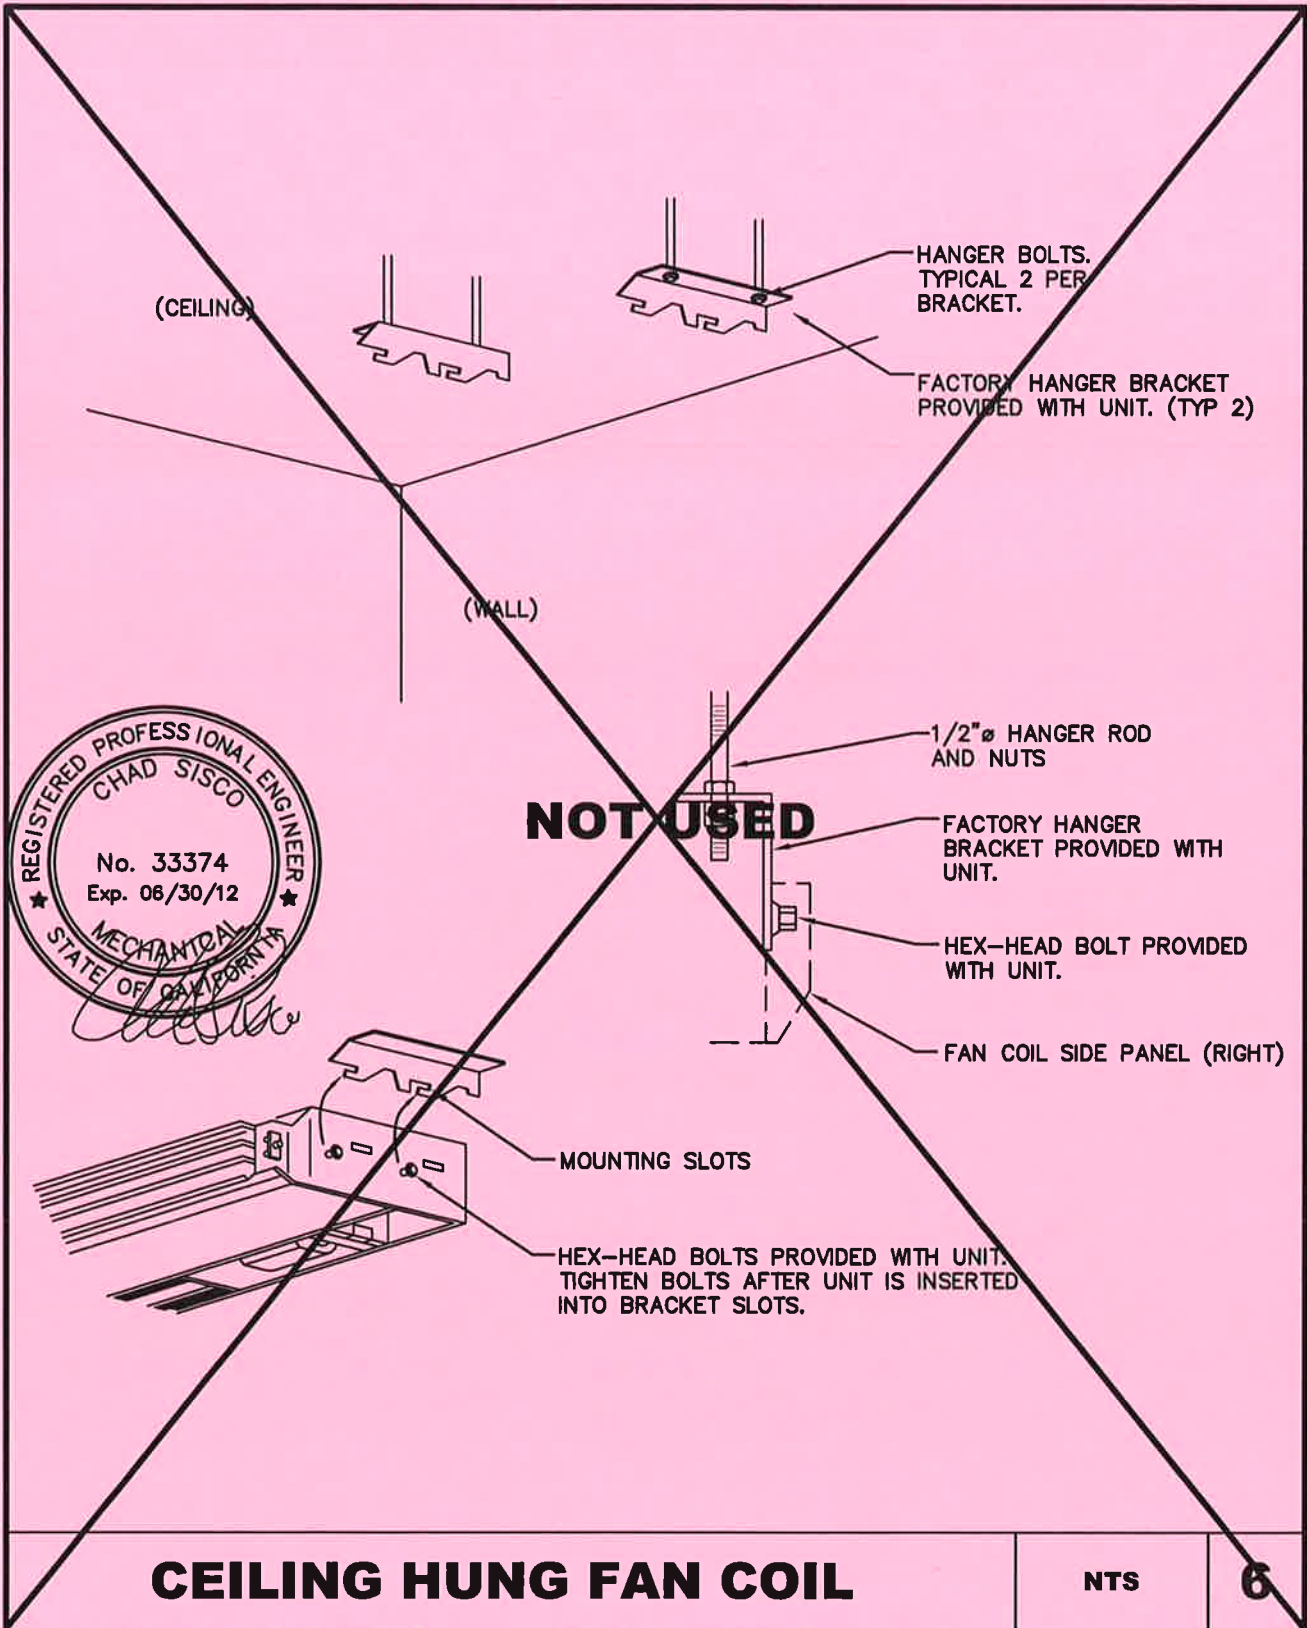 HANGER BOLTS.
TYPICAL 2 PER
BRACKET.
(CEILING)
FACTORY HANGER BRACKET
PROVIDED WITH UNIT. (TYP 2)
(WALL)
1/2"ø HANGER ROD
AND NUTS
NOT USED
FACTORY HANGER
BRACKET PROVIDED WITH
UNIT.
HEX-HEAD BOLT PROVIDED
WITH UNIT.
FAN COIL SIDE PANEL (RIGHT)
REGISTERED PROFESSIONAL ENGINEER
CHAD SISCO
No. 33374
Exp. 06/30/12
MECHANICAL
STATE OF CALIFORNIA
MOUNTING SLOTS
HEX-HEAD BOLTS PROVIDED WITH UNIT.
TIGHTEN BOLTS AFTER UNIT IS INSERTED
INTO BRACKET SLOTS.
CEILING HUNG FAN COIL
NTS
6